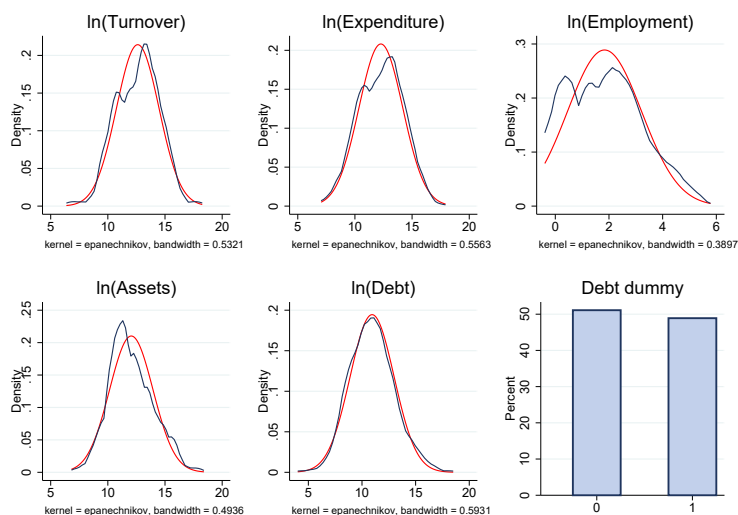 ln(Turnover)
Density
0 .05 .1 .15 .2
5 10 15 20
kernel = epanechnikov, bandwidth = 0.5321
ln(Expenditure)
Density
0 .05 .1 .15 .2
5 10 15 20
kernel = epanechnikov, bandwidth = 0.5563
ln(Employment)
Density
0 .1 .2 .3
0 2 4 6
kernel = epanechnikov, bandwidth = 0.3897
ln(Assets)
Density
0 .05 .1 .15 .2 .25
5 10 15 20
kernel = epanechnikov, bandwidth = 0.4936
ln(Debt)
Density
0 .05 .1 .15 .2
5 10 15 20
kernel = epanechnikov, bandwidth = 0.5931
Debt dummy
Percent
0 10 20 30 40 50
0 1